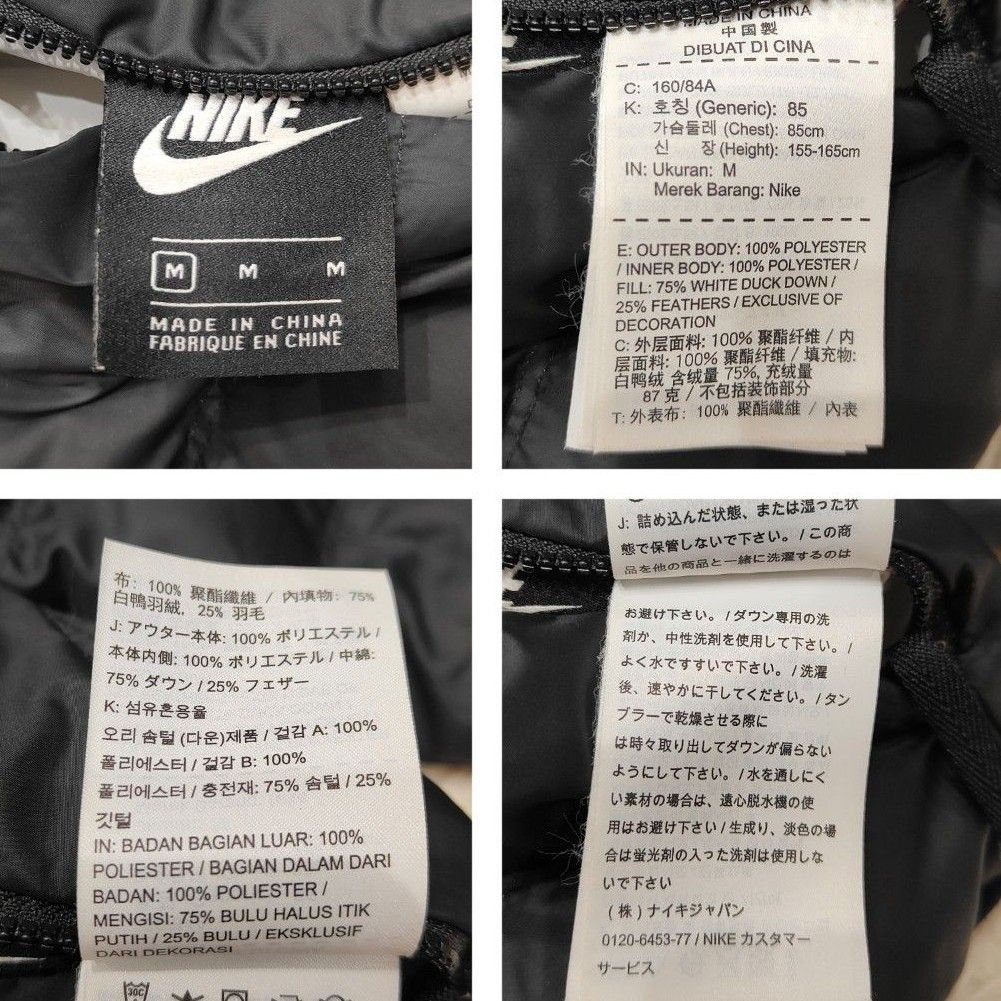 NIKE
M M M
MADE IN CHINA
FABRIQUE EN CHINE
MADE IN CHINA
中国製
DIBUAT DI CINA
C: 160/84A
K: 호칭 (Generic): 85
가슴둘레 (Chest): 85cm
신 장 (Height): 155-165cm
IN: Ukuran: M
Merek Barang: Nike
E: OUTER BODY: 100% POLYESTER
/ INNER BODY: 100% POLYESTER /
FILL: 75% WHITE DUCK DOWN /
25% FEATHERS / EXCLUSIVE OF
DECORATION
C: 外层面料: 100% 聚酯纤维 / 内
层面料: 100% 聚酯纤维 / 填充物:
白鸭绒 含绒量 75%, 充绒量
87 克 / 不包括装饰部分
T: 外表布: 100% 聚酯纖維 / 內表
布: 100% 聚酯纖維 / 內填物: 75%
白鴨羽絨, 25% 羽毛
J: アウター本体: 100% ポリエステル /
本体内側: 100% ポリエステル / 中綿:
75% ダウン / 25% フェザー
K: 섬유혼용율
오리 솜털 (다운)제품 / 겉감 A: 100%
폴리에스터 / 겉감 B: 100%
폴리에스터 / 충전재: 75% 솜털 / 25%
깃털
IN: BADAN BAGIAN LUAR: 100%
POLIESTER / BAGIAN DALAM DARI
BADAN: 100% POLIESTER /
MENGISI: 75% BULU HALUS ITIK
PUTIH / 25% BULU / EKSKLUSIF
DARI DEKORASI
30C
J: 詰め込んだ状態、または湿った状
態で保管しないで下さい。/ この商
品を他の商品と一緒に洗濯するのは
お避け下さい。/ ダウン専用の洗
剤か、中性洗剤を使用して下さい。/
よく水ですすいで下さい。/ 洗濯
後、速やかに干してください。/ タン
ブラーで乾燥させる際に
は時々取り出してダウンが偏らない
ようにして下さい。/ 水を通しにく
い素材の場合は、遠心脱水機の使
用はお避け下さい / 生成り、淡色の場
合は蛍光剤の入った洗剤は使用しな
いで下さい
(株) ナイキジャパン
0120-6453-77 / NIKE カスタマー
サービス